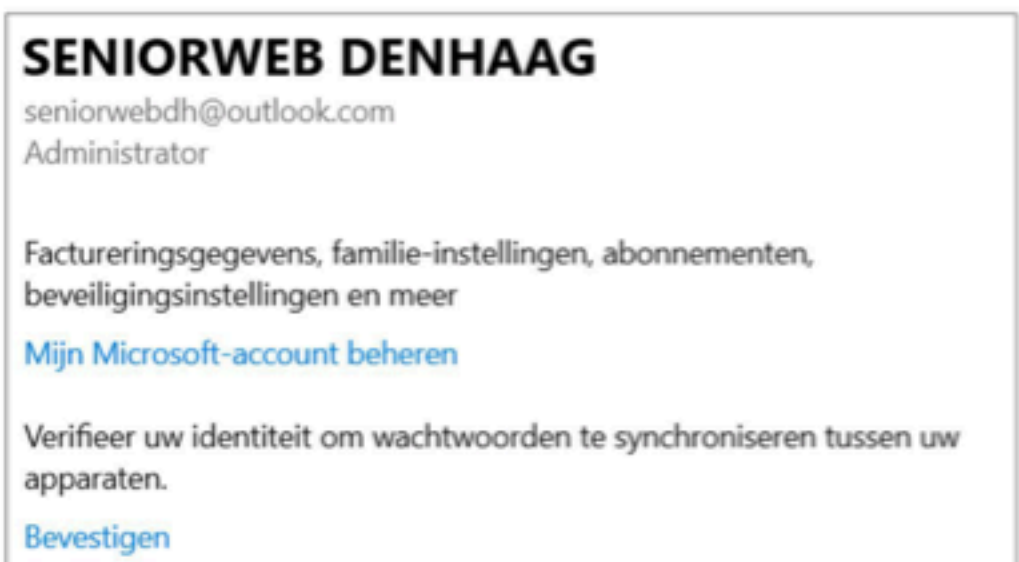 SENIORWEB DENHAAG
seniorwebdh@outlook.com
Administrator
Factureringsgegevens, familie-instellingen, abonnementen,
beveiligingsinstellingen en meer
Mijn Microsoft-account beheren
Verifieer uw identiteit om wachtwoorden te synchroniseren tussen uw
apparaten.
Bevestigen